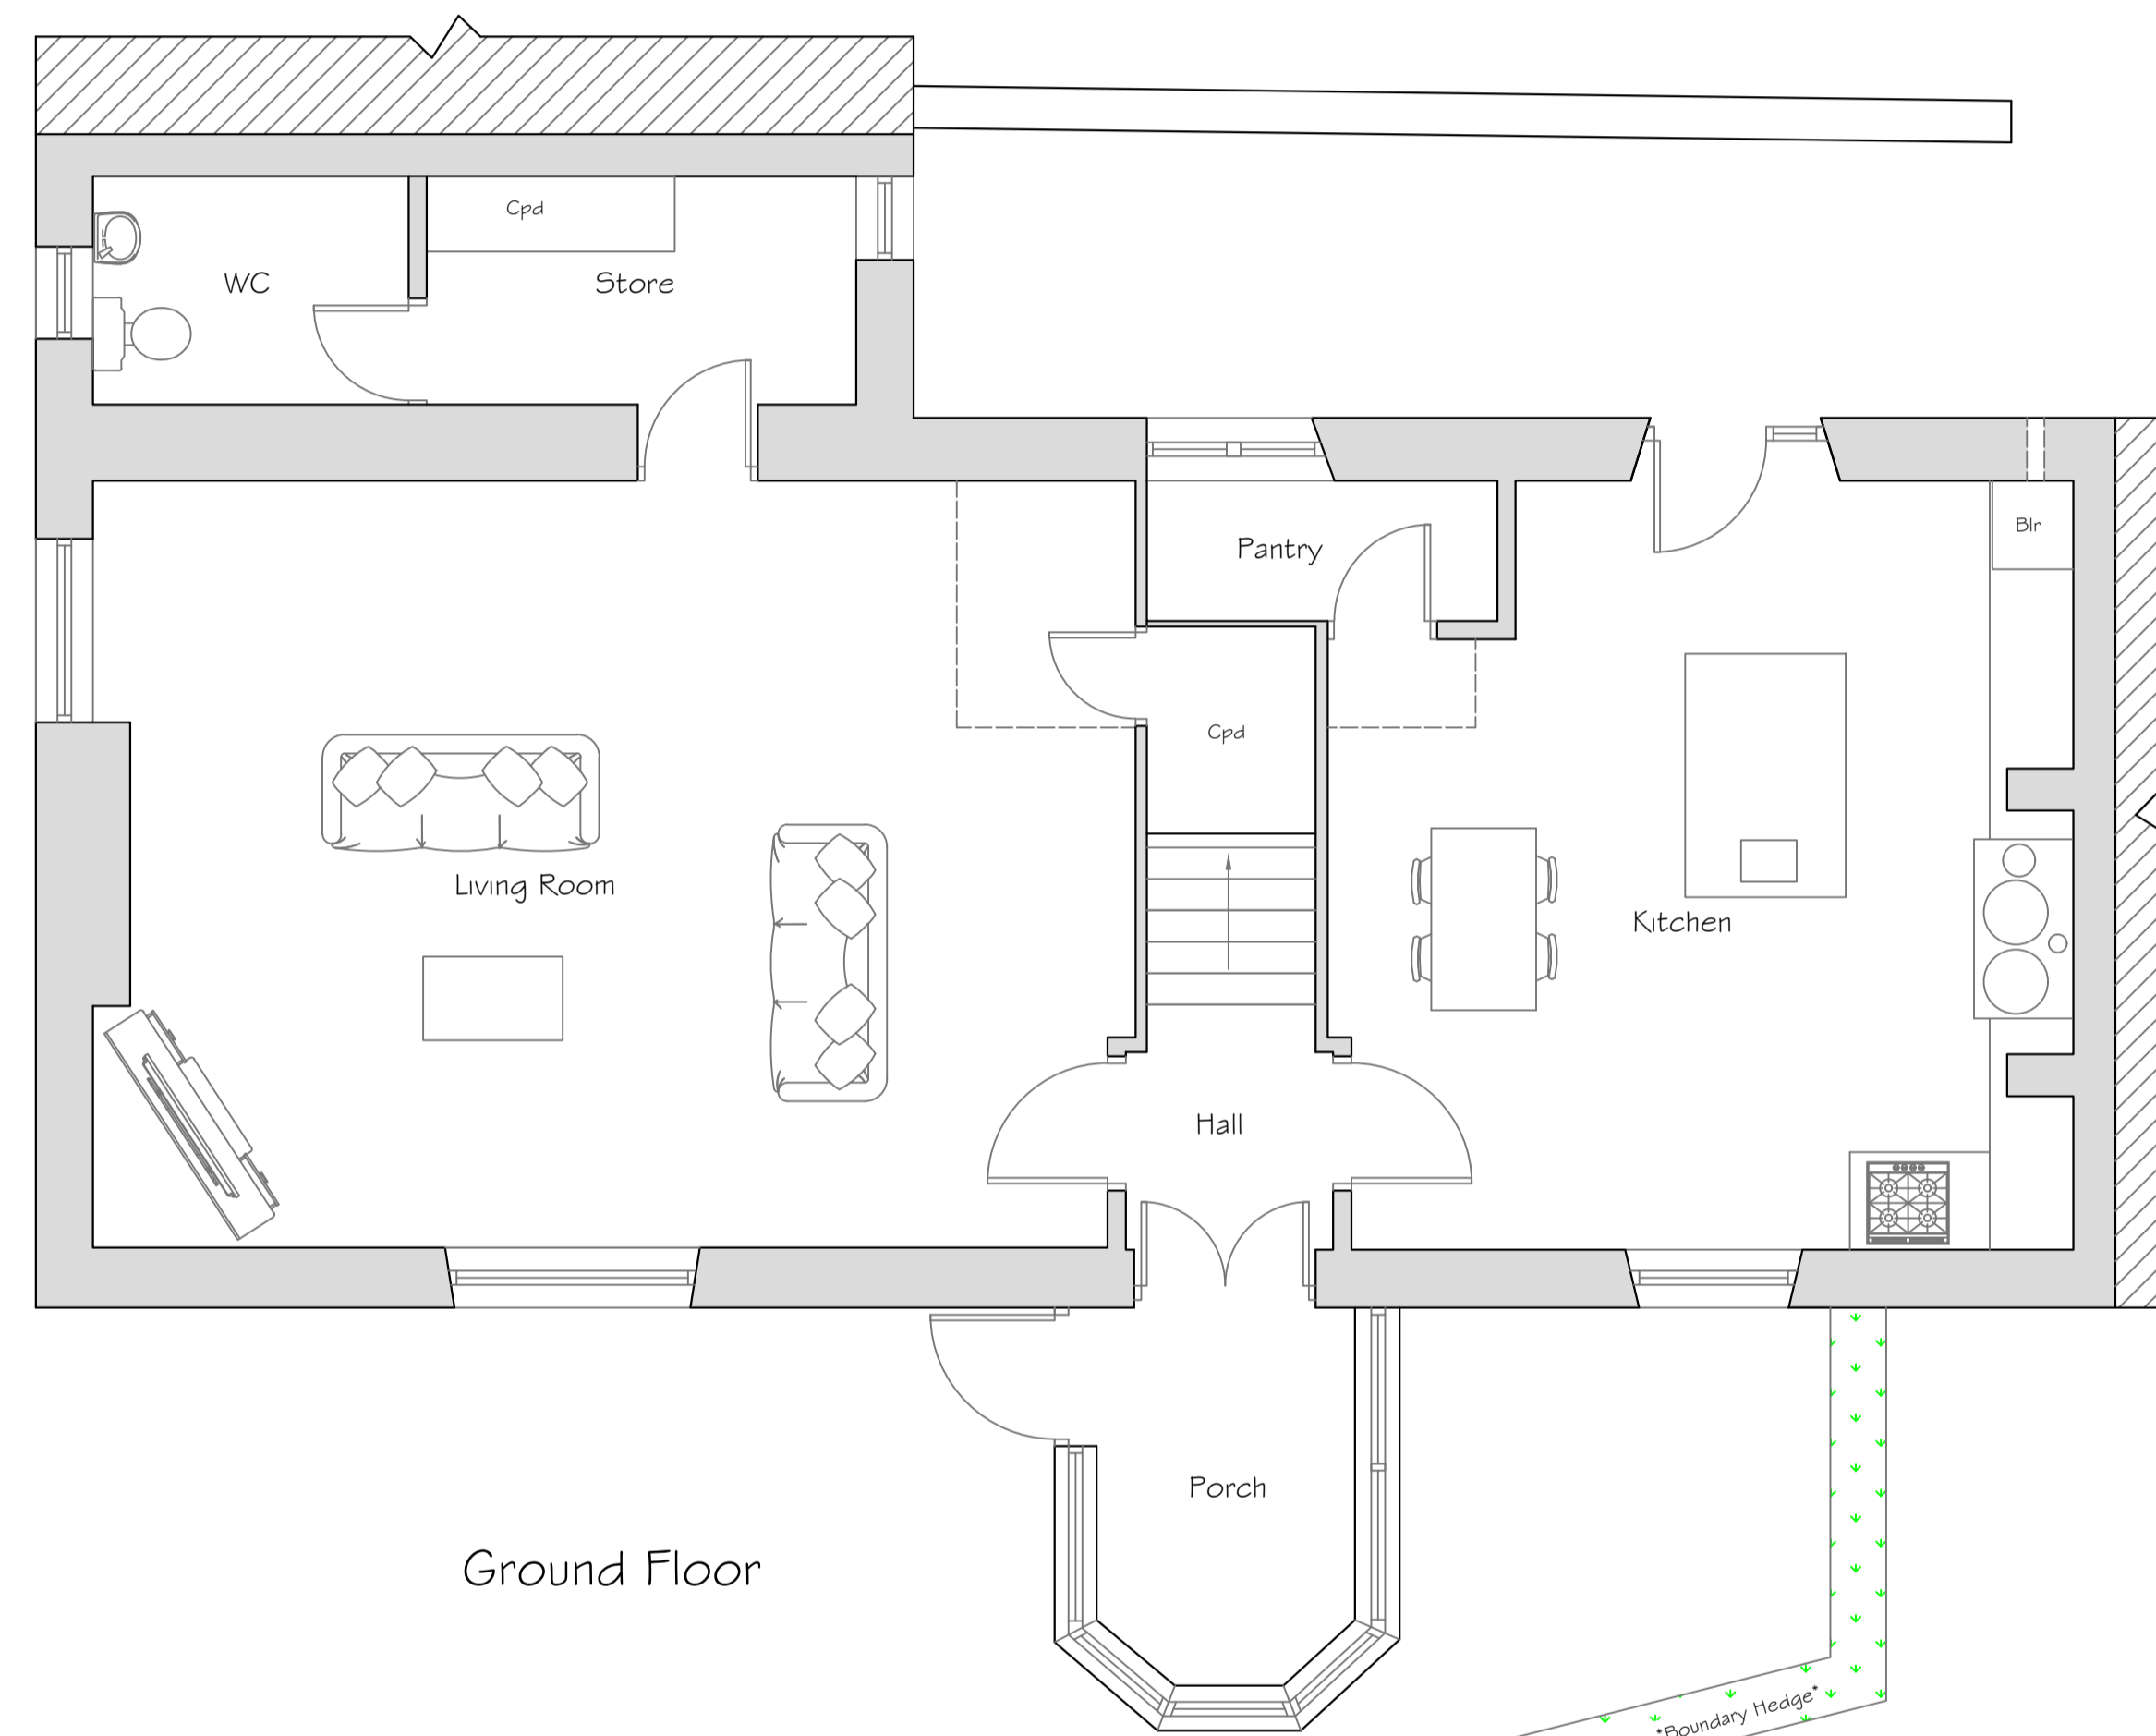 Cpd
WC
Store
Blr
Pantry
Cpd
Living Room
Kitchen
Hall
Porch
Ground Floor
*Boundary Hedge*